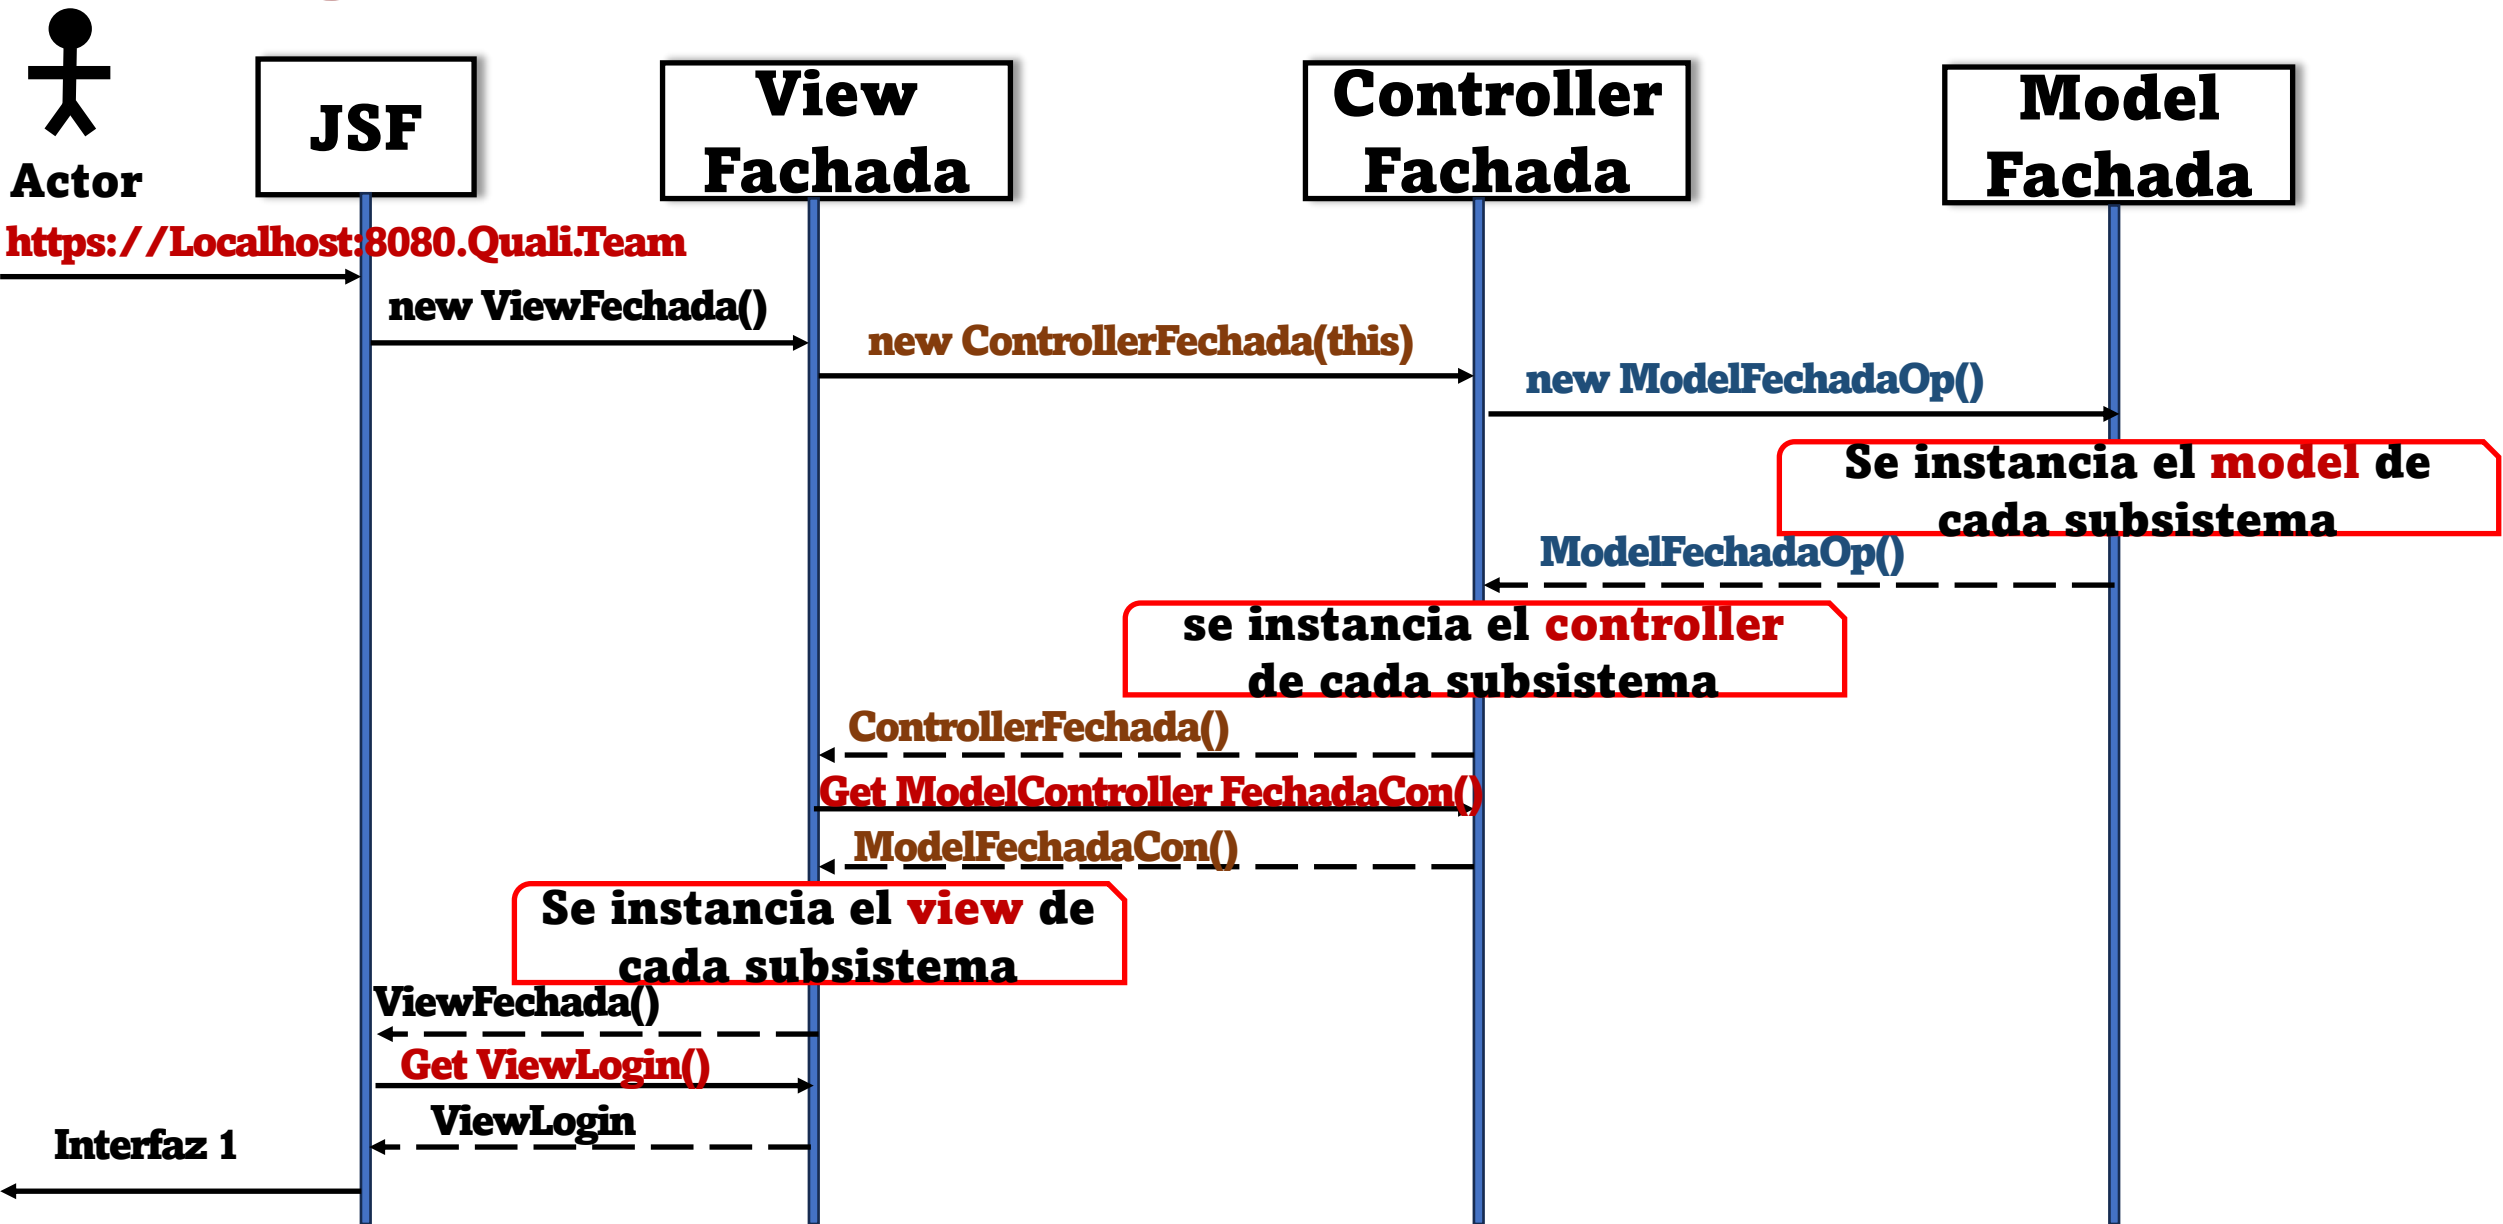 Actor
JSF
View
Fachada
Controller
Fachada
Model
Fachada
https://Localhost:8080.Quali.Team
new ViewFechada()
new ControllerFechada(this)
new ModelFechadaOp()
Se instancia el model de
cada subsistema
ModelFechadaOp()
se instancia el controller
de cada subsistema
ControllerFechada()
Get ModelController FechadaCon()
ModelFechadaCon()
Se instancia el view de
cada subsistema
ViewFechada()
Get ViewLogin()
ViewLogin
Interfaz 1